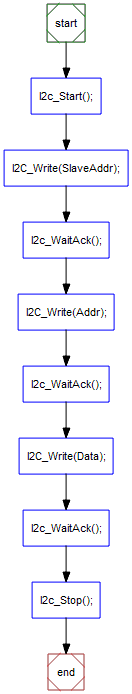 start
I2c_Start();
I2C_Write(SlaveAddr);
I2c_WaitAck();
I2C_Write(Addr);
I2c_WaitAck();
I2C_Write(Data);
I2c_WaitAck();
I2c_Stop();
end